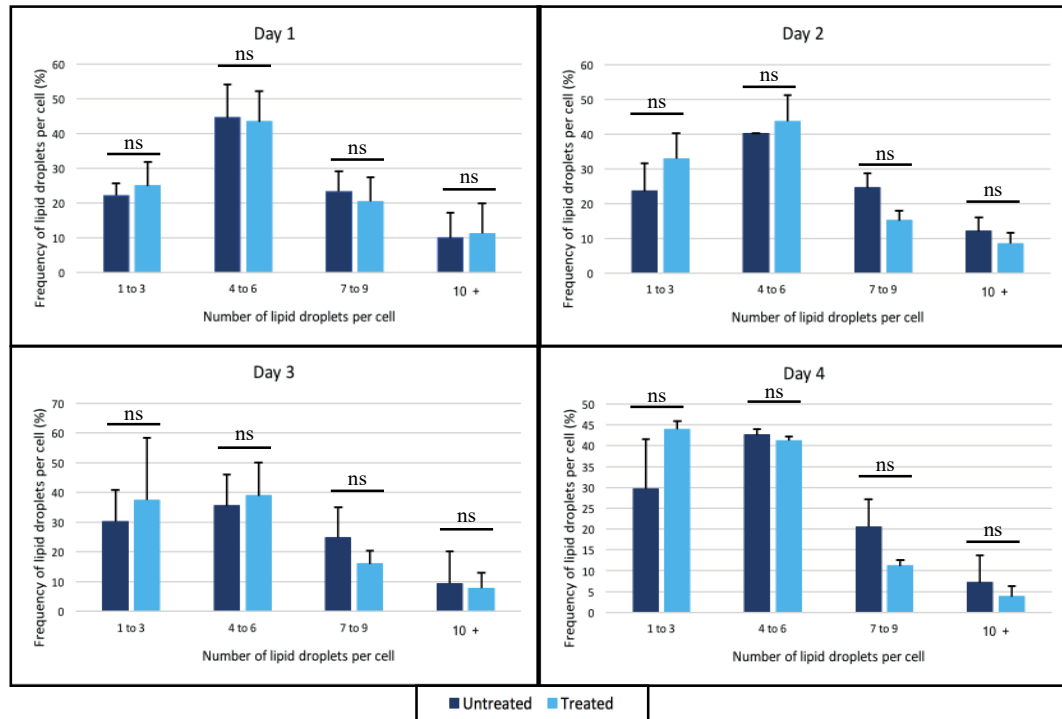 Day 1
Frequency of lipid droplets per cell (%)
60
50
40
30
20
10
0
ns
ns
ns
ns
1 to 3
4 to 6
7 to 9
10 +
Number of lipid droplets per cell
Day 2
Frequency of lipid droplets per cell (%)
60
50
40
30
20
10
0
ns
ns
ns
ns
1 to 3
4 to 6
7 to 9
10 +
Number of lipid droplets per cell
Day 3
Frequency of lipid droplets per cell (%)
70
60
50
40
30
20
10
0
ns
ns
ns
ns
1 to 3
4 to 6
7 to 9
10 +
Number of lipid droplets per cell
Day 4
Frequency of lipid droplets per cell (%)
50
45
40
35
30
25
20
15
10
5
0
ns
ns
ns
ns
1 to 3
4 to 6
7 to 9
10 +
Number of lipid droplets per cell
Untreated Treated